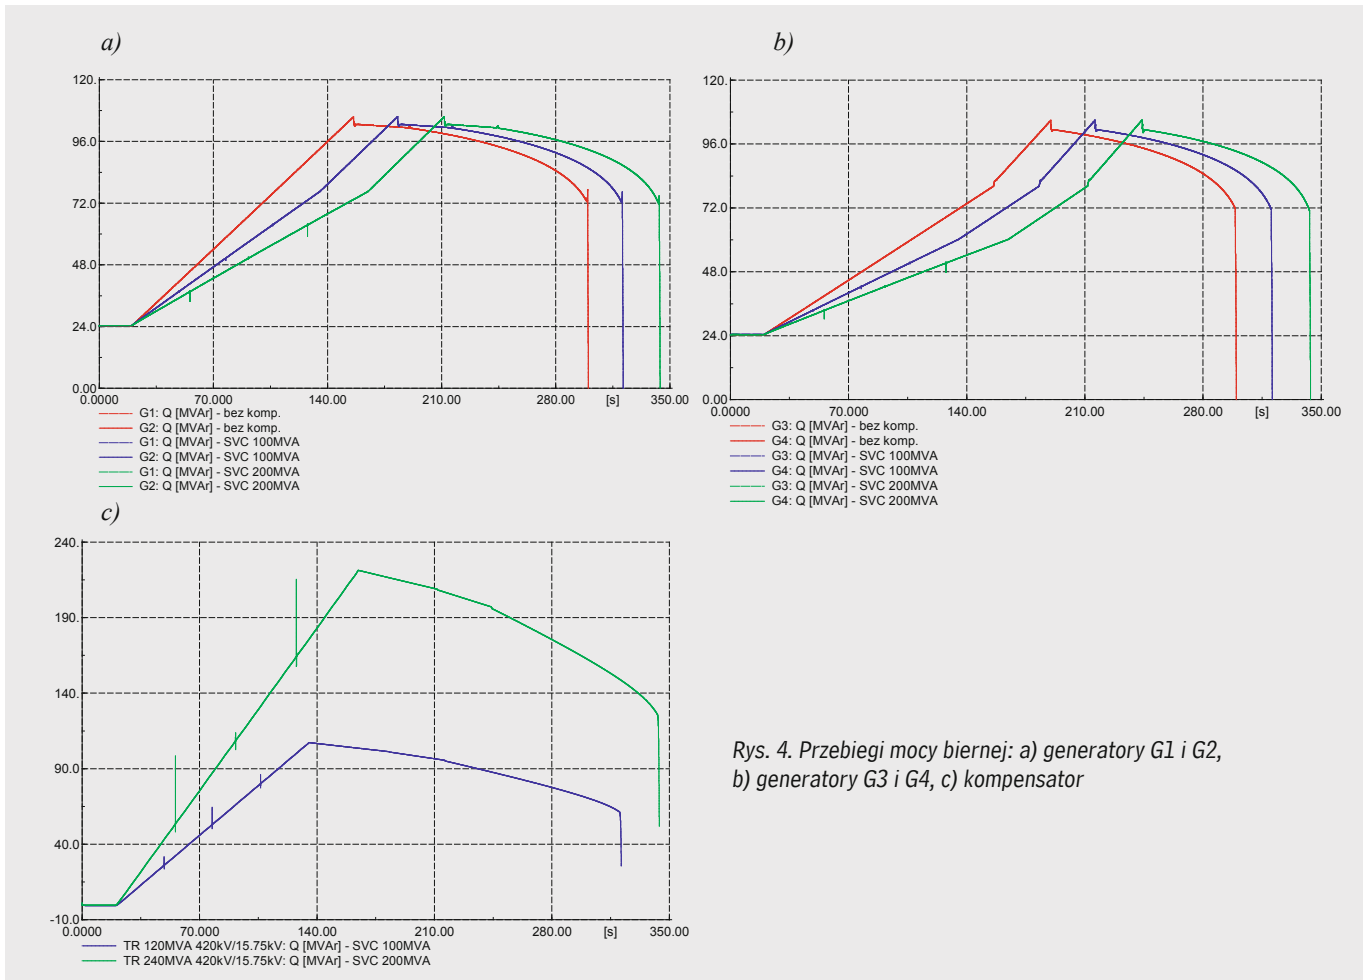 a)
120.
96.0
72.0
48.0
24.0
0.00
0.0000 70.000 140.00 210.00 280.00 [s] 350.00
G1: Q [MVAr] - bez komp.
G2: Q [MVAr] - bez komp.
G1: Q [MVAr] - SVC 100MVA
G2: Q [MVAr] - SVC 100MVA
G1: Q [MVAr] - SVC 200MVA
G2: Q [MVAr] - SVC 200MVA
b)
120.
96.0
72.0
48.0
24.0
0.00
0.0000 70.000 140.00 210.00 280.00 [s] 350.00
G3: Q [MVAr] - bez komp.
G4: Q [MVAr] - bez komp.
G3: Q [MVAr] - SVC 100MVA
G4: Q [MVAr] - SVC 100MVA
G3: Q [MVAr] - SVC 200MVA
G4: Q [MVAr] - SVC 200MVA
c)
240.
190.
140.
90.0
40.0
-10.0
0.0000 70.000 140.00 210.00 280.00 [s] 350.00
TR 120MVA 420kV/15.75kV: Q [MVAr] - SVC 100MVA
TR 240MVA 420kV/15.75kV: Q [MVAr] - SVC 200MVA
Rys. 4. Przebiegi mocy biernej: a) generatory G1 i G2,
b) generatory G3 i G4, c) kompensator